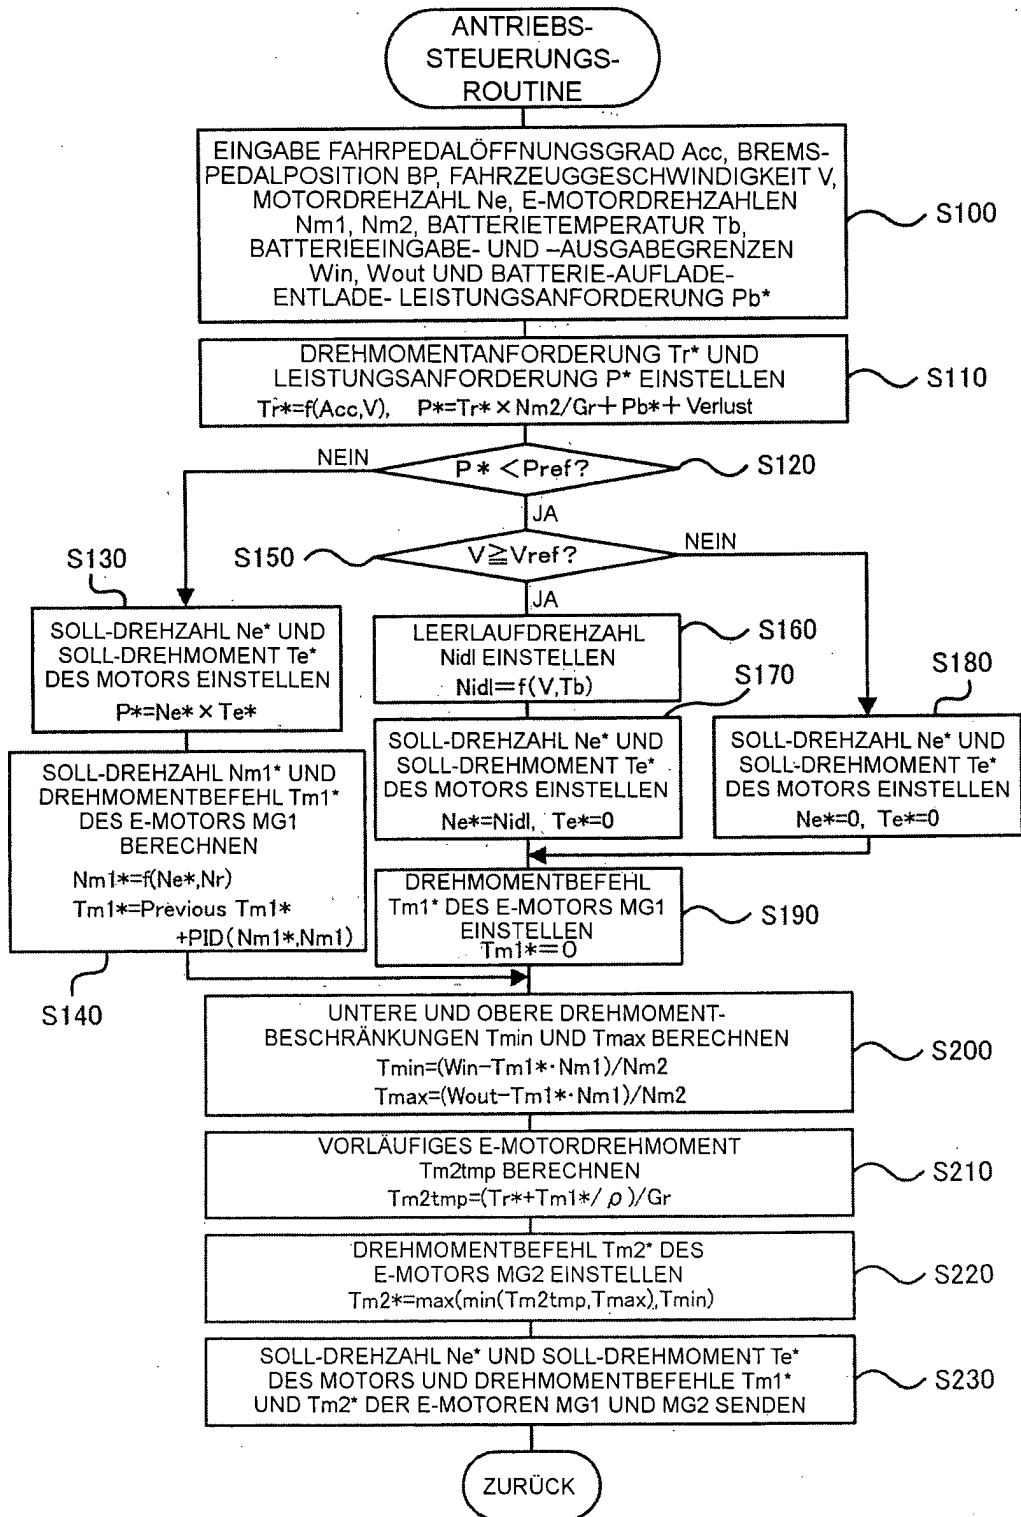 ANTRIEBS-
STEUERUNGS-
ROUTINE
EINGABE FAHRPEDALÖFFNUNGSGRAD Acc, BREMS-
PEDALPOSITION BP, FAHRZEUGGESCHWINDIGKEIT V,
MOTORDREHZAHL Ne, E-MOTORDREHZAHLEN
Nm1, Nm2, BATTERIETEMPERATUR Tb,
BATTERIEEINGABE- UND –AUSGABEGRENZEN
Win, Wout UND BATTERIE-AUFLADE-
ENTLADE- LEISTUNGSANFORDERUNG Pb*
S100
DREHMOMENTANFORDERUNG Tr* UND
LEISTUNGSANFORDERUNG P* EINSTELLEN
Tr*=f(Acc,V), P*=Tr*×Nm2/Gr+Pb*+Verlust
S110
P*<Pref?
S120
NEIN
JA
V≧Vref?
S150
NEIN
JA
S130
SOLL-DREHZAHL Ne* UND
SOLL-DREHMOMENT Te*
DES MOTORS EINSTELLEN
P*=Ne*×Te*
SOLL-DREHZAHL Nm1* UND
DREHMOMENTBEFEHL Tm1*
DES E-MOTORS MG1
BERECHNEN
Nm1*=f(Ne*,Nr)
Tm1*=Previous Tm1*
+PID(Nm1*,Nm1)
S140
LEERLAUFDREHZAHL
Nidl EINSTELLEN
Nidl=f(V,Tb)
S160
S170
SOLL-DREHZAHL Ne* UND
SOLL-DREHMOMENT Te*
DES MOTORS EINSTELLEN
Ne*=Nidl, Te*=0
S180
SOLL-DREHZAHL Ne* UND
SOLL-DREHMOMENT Te*
DES MOTORS EINSTELLEN
Ne*=0, Te*=0
DREHMOMENTBEFEHL
Tm1* DES E-MOTORS MG1
EINSTELLEN
Tm1*=0
S190
UNTERE UND OBERE DREHMOMENT-
BESCHRÄNKUNGEN Tmin UND Tmax BERECHNEN
Tmin=(Win-Tm1*·Nm1)/Nm2
Tmax=(Wout-Tm1*·Nm1)/Nm2
S200
VORLÄUFIGES E-MOTORDREHMOMENT
Tm2tmp BERECHNEN
Tm2tmp=(Tr*+Tm1*/ρ)/Gr
S210
DREHMOMENTBEFEHL Tm2* DES
E-MOTORS MG2 EINSTELLEN
Tm2*=max(min(Tm2tmp,Tmax),Tmin)
S220
SOLL-DREHZAHL Ne* UND SOLL-DREHMOMENT Te*
DES MOTORS UND DREHMOMENTBEFEHLE Tm1*
UND Tm2* DER E-MOTOREN MG1 UND MG2 SENDEN
S230
ZURÜCK